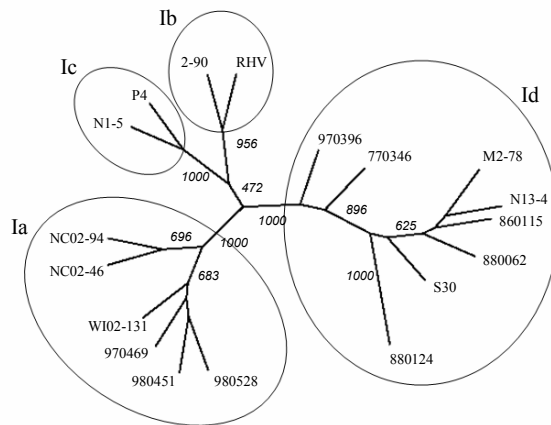 Ib
Ic
2-90
RHV
Id
P4
N1-5
956
970396
770346
M2-78
1000
472
N13-4
860115
896
625
1000
Ia
NC02-94
696
1000
880062
NC02-46
683
1000
S30
WI02-131
970469
880124
980451
980528